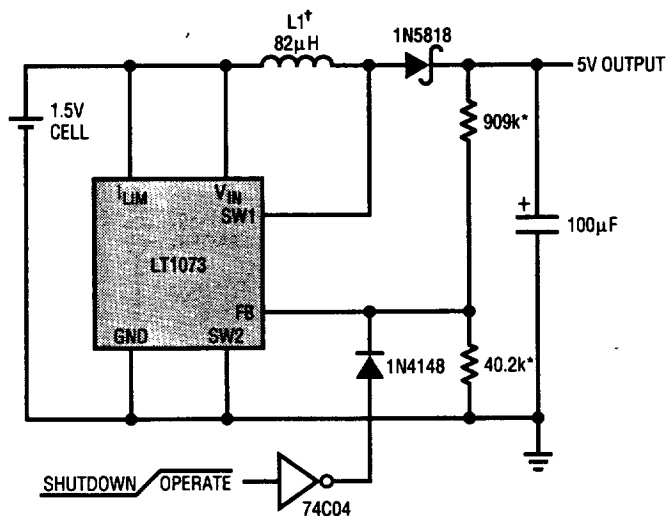 L1†
82µH
1N5818
5V OUTPUT
1.5V
CELL
909k*
ILIM
VIN
SW1
+
100µF
LT1073
FB
GND
SW2
1N4148
40.2k*
SHUTDOWN
OPERATE
74C04